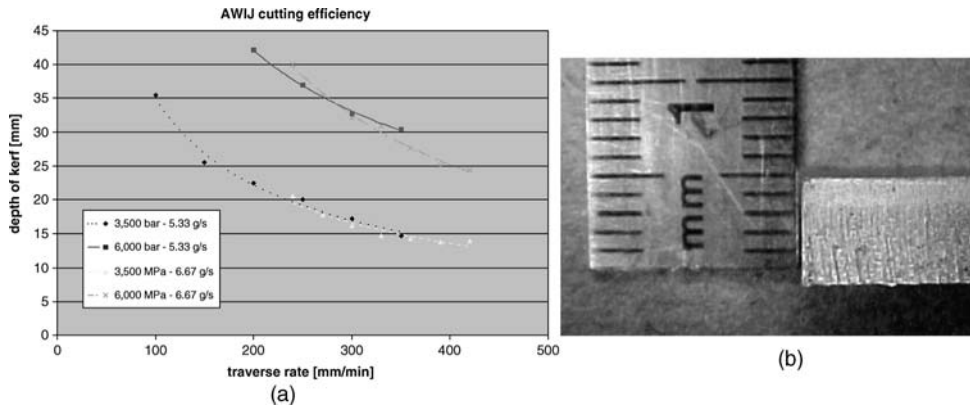 AWIJ cutting efficiency
45
40
35
30
25
20
15
10
5
0
depth of kerf [mm]
3,500 bar - 5.33 g/s
6,000 bar - 5.33 g/s
3,500 MPa - 6.67 g/s
6,000 MPa - 6.67 g/s
0 100 200 300 400 500
traverse rate [mm/min]
(a)
1
mm
(b)